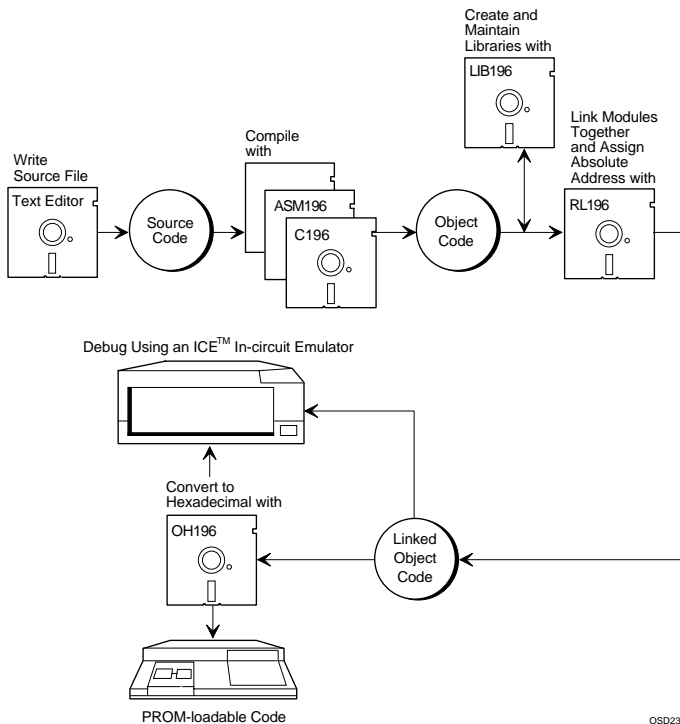 Create and
Maintain
Libraries with
LIB196
Link Modules
Together
and Assign
Absolute
Address with
RL196
Compile
with
ASM196
C196
Write
Source File
Text Editor
Source
Code
Object
Code
Debug Using an ICE™ In-circuit Emulator
Convert to
Hexadecimal with
OH196
Linked
Object
Code
PROM-loadable Code
OSD23